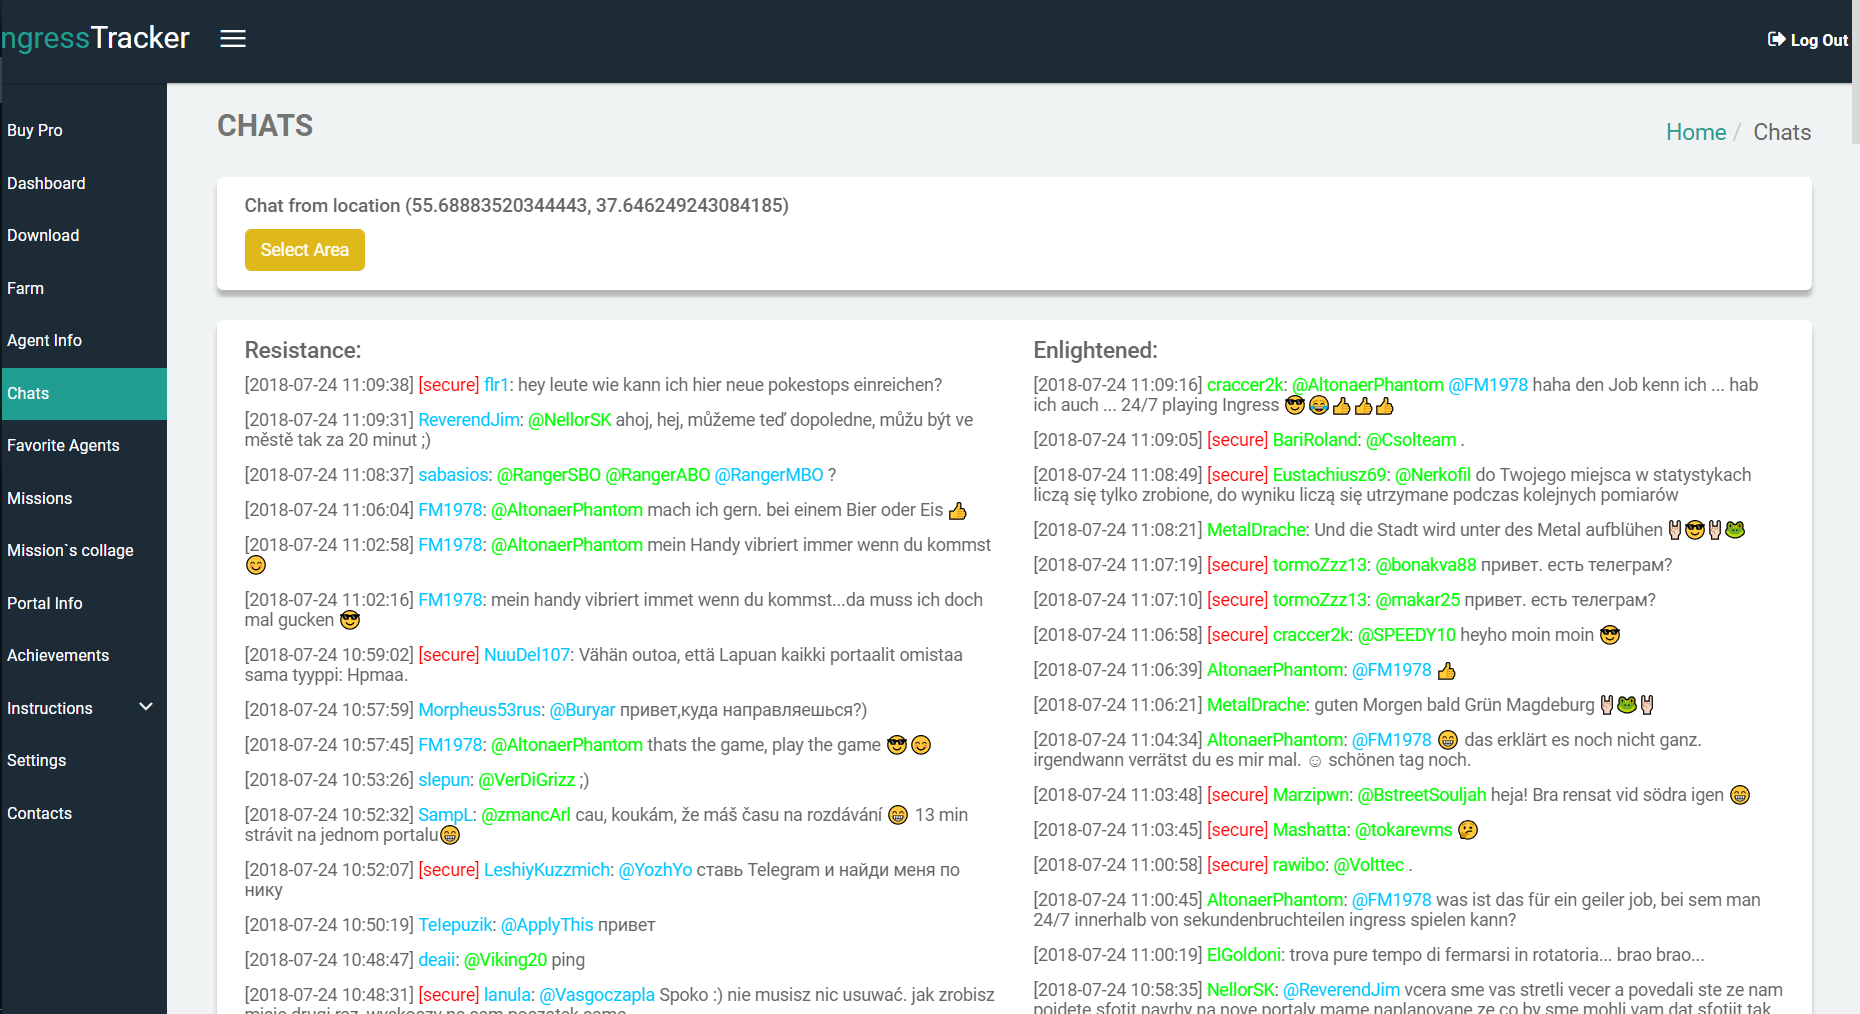 ngressTracker
Log Out
Buy Pro
Dashboard
Download
Farm
Agent Info
Chats
Favorite Agents
Missions
Mission`s collage
Portal Info
Achievements
Instructions
Settings
Contacts
CHATS
Home / Chats
Chat from location (55.68883520344443, 37.646249243084185)
Select Area
Resistance:
[2018-07-24 11:09:38] [secure] flr1: hey leute wie kann ich hier neue pokestops einreichen?
[2018-07-24 11:09:31] ReverendJim: @NellorSK ahoj, hej, můžeme teď dopoledne, můžu být ve
městě tak za 20 minut ;)
[2018-07-24 11:08:37] sabasios: @RangerSBO @RangerABO @RangerMBO ?
[2018-07-24 11:06:04] FM1978: @AltonaerPhantom mach ich gern. bei einem Bier oder Eis 👍
[2018-07-24 11:02:58] FM1978: @AltonaerPhantom mein Handy vibriert immer wenn du kommst
😊
[2018-07-24 11:02:16] FM1978: mein handy vibriert immet wenn du kommst...da muss ich doch
mal gucken 😎
[2018-07-24 10:59:02] [secure] NuuDel107: Vähän outoa, että Lapuan kaikki portaalit omistaa
sama tyyppi: Hpmaa.
[2018-07-24 10:57:59] Morpheus53rus: @Buryar привет,куда направляешься?)
[2018-07-24 10:57:45] FM1978: @AltonaerPhantom thats the game, play the game 😎😊
[2018-07-24 10:53:26] slepun: @VerDiGrizz ;)
[2018-07-24 10:52:32] SampL: @zmancArl cau, koukám, že máš času na rozdávání 😁 13 min
strávit na jednom portalu😁
[2018-07-24 10:52:07] [secure] LeshiyKuzzmich: @YozhYo ставь Telegram и найди меня по
нику
[2018-07-24 10:50:19] Telepuzik: @ApplyThis привет
[2018-07-24 10:48:47] deaii: @Viking20 ping
[2018-07-24 10:48:31] [secure] lanula: @Vasgoczapla Spoko :) nie musisz nic usuwać. jak zrobisz
Enlightened:
[2018-07-24 11:09:16] craccer2k: @AltonaerPhantom @FM1978 haha den Job kenn ich ... hab
ich auch ... 24/7 playing Ingress 😎😂👍👍👍
[2018-07-24 11:09:05] [secure] BariRoland: @Csolteam .
[2018-07-24 11:08:49] [secure] Eustachiusz69: @Nerkofil do Twojego miejsca w statystykach
liczą się tylko zrobione, do wyniku liczą się utrzymane podczas kolejnych pomiarów
[2018-07-24 11:08:21] MetalDrache: Und die Stadt wird unter des Metal aufblühen 🤘😎🤘🐸
[2018-07-24 11:07:19] [secure] tormoZzz13: @bonakva88 привет. есть телеграм?
[2018-07-24 11:07:10] [secure] tormoZzz13: @makar25 привет. есть телеграм?
[2018-07-24 11:06:58] [secure] craccer2k: @SPEEDY10 heyho moin moin 😎
[2018-07-24 11:06:39] AltonaerPhantom: @FM1978 👍
[2018-07-24 11:06:21] MetalDrache: guten Morgen bald Grün Magdeburg 🤘🐸🤘
[2018-07-24 11:04:34] AltonaerPhantom: @FM1978 😁 das erklärt es noch nicht ganz.
irgendwann verrätst du es mir mal. ☺ schönen tag noch.
[2018-07-24 11:03:48] [secure] Marzipwn: @BstreetSouljah heja! Bra rensat vid södra igen 😁
[2018-07-24 11:03:45] [secure] Mashatta: @tokarevms 🤔
[2018-07-24 11:00:58] [secure] rawibo: @Volttec .
[2018-07-24 11:00:45] AltonaerPhantom: @FM1978 was ist das für ein geiler job, bei sem man
24/7 innerhalb von sekundenbruchteilen ingress spielen kann?
[2018-07-24 11:00:19] ElGoldoni: trova pure tempo di fermarsi in rotatoria... brao brao...
[2018-07-24 10:58:35] NellorSK: @ReverendJim vcera sme vas stretli vecer a povedali ste ze nam
pojdete sfotit navrhy na nove portaly mame naplanovane ze co by sme mohli vam dat sfotiit tak